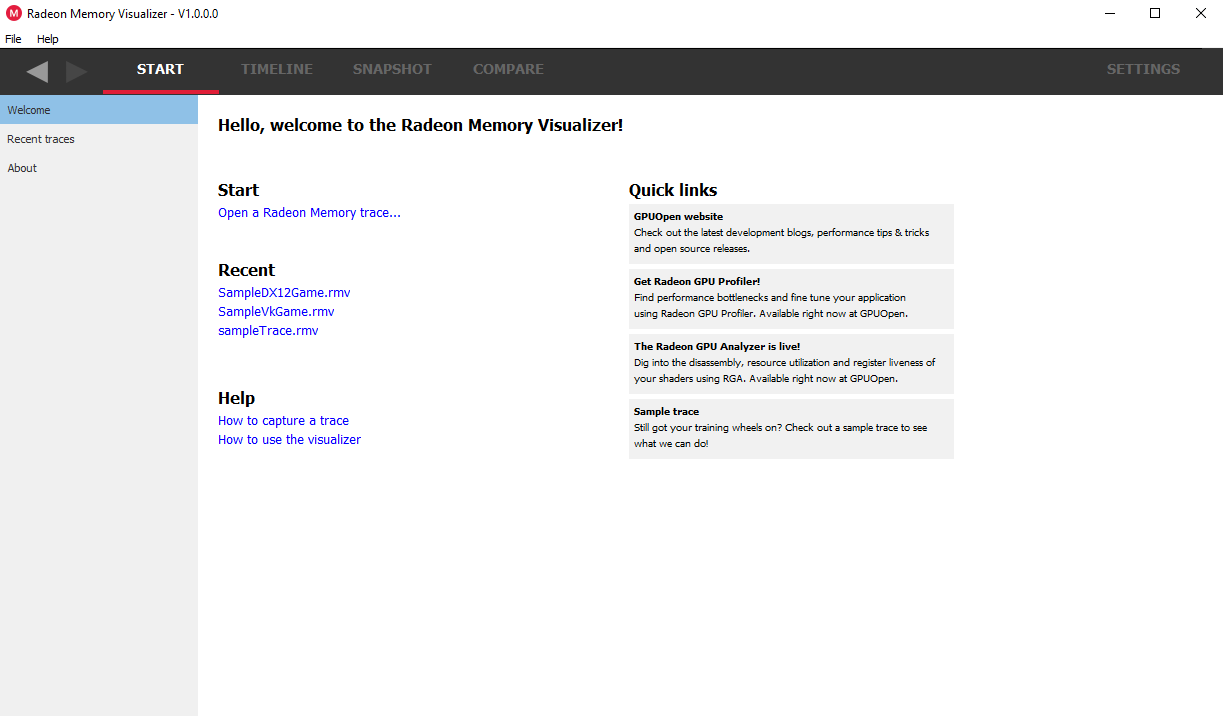 M Radeon Memory Visualizer - V1.0.0.0
File Help
START TIMELINE SNAPSHOT COMPARE SETTINGS
Welcome
Recent traces
About
Hello, welcome to the Radeon Memory Visualizer!
Start
Open a Radeon Memory trace...
Recent
SampleDX12Game.rmv
SampleVkGame.rmv
sampleTrace.rmv
Help
How to capture a trace
How to use the visualizer
Quick links
GPUOpen website
Check out the latest development blogs, performance tips & tricks
and open source releases.
Get Radeon GPU Profiler!
Find performance bottlenecks and fine tune your application
using Radeon GPU Profiler. Available right now at GPUOpen.
The Radeon GPU Analyzer is live!
Dig into the disassembly, resource utilization and register liveness of
your shaders using RGA. Available right now at GPUOpen.
Sample trace
Still got your training wheels on? Check out a sample trace to see
what we can do!